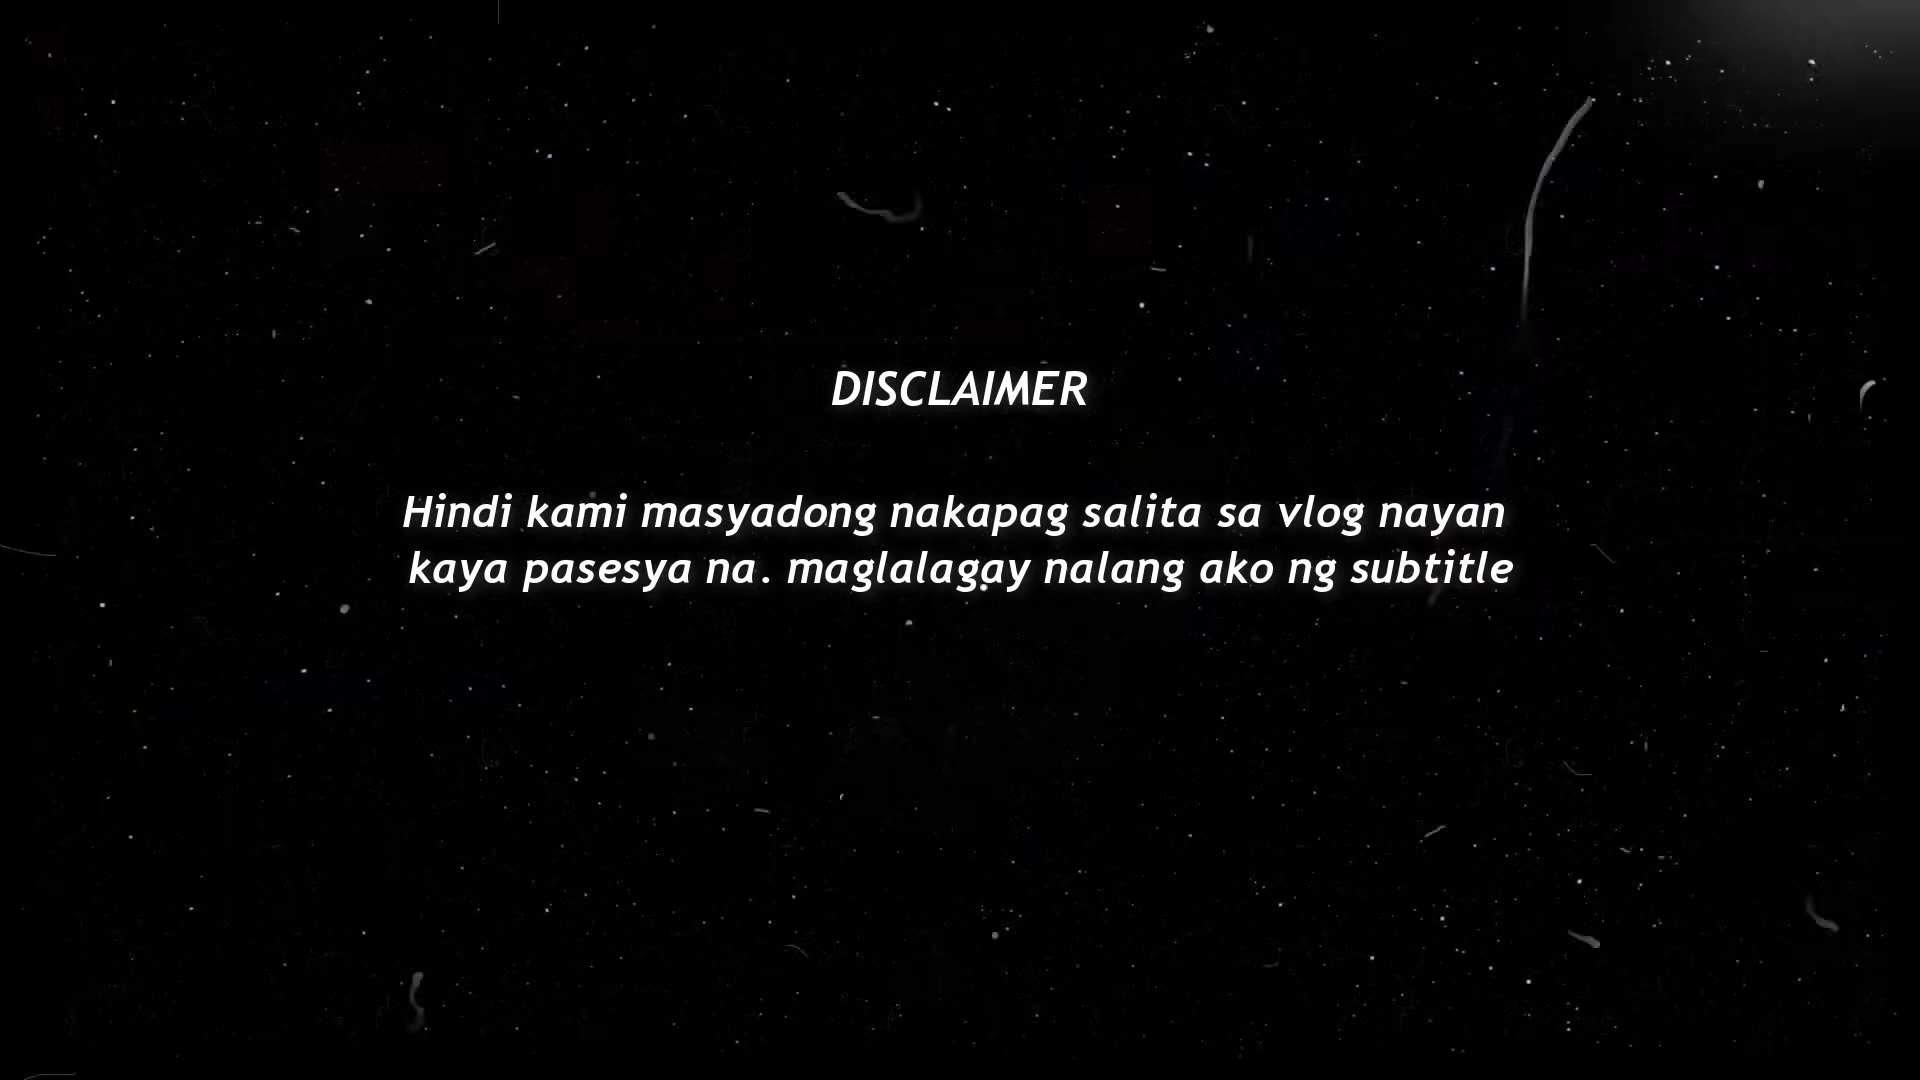 DISCLAIMER
Hindi kami masyadong nakapag salita sa vlog nayan
kaya pasesya na. maglalagay nalang ako ng subtitle